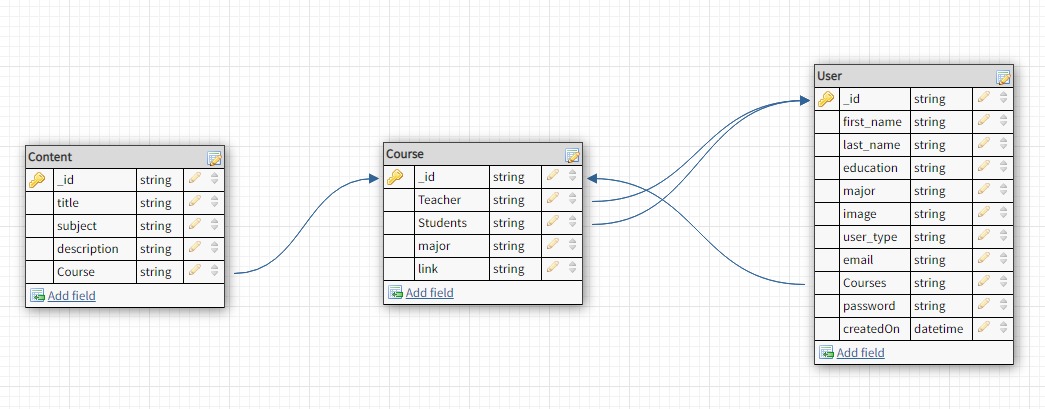 Content
_id string
title string
subject string
description string
Course string
Add field
Course
_id string
Teacher string
Students string
major string
link string
Add field
User
_id string
first_name string
last_name string
education string
major string
image string
user_type string
email string
Courses string
password string
createdOn datetime
Add field